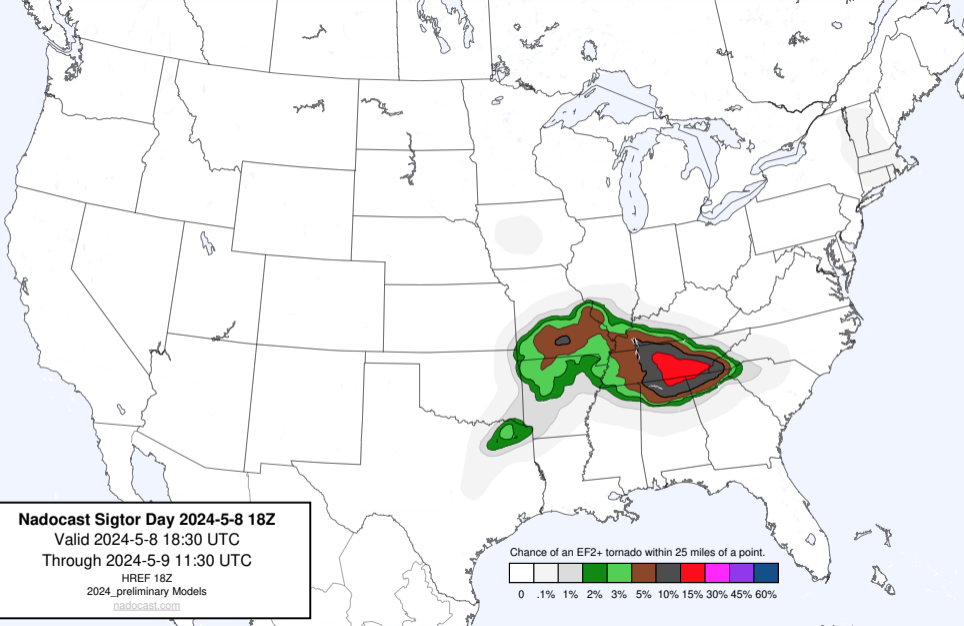 Nadocast Sigtor Day 2024-5-8 18Z
Valid 2024-5-8 18:30 UTC
Through 2024-5-9 11:30 UTC
HREF 18Z
2024_preliminary Models
nadocast.com
Chance of an EF2+ tornado within 25 miles of a point.
0 .1% 1% 2% 3% 5% 10% 15% 30% 45% 60%